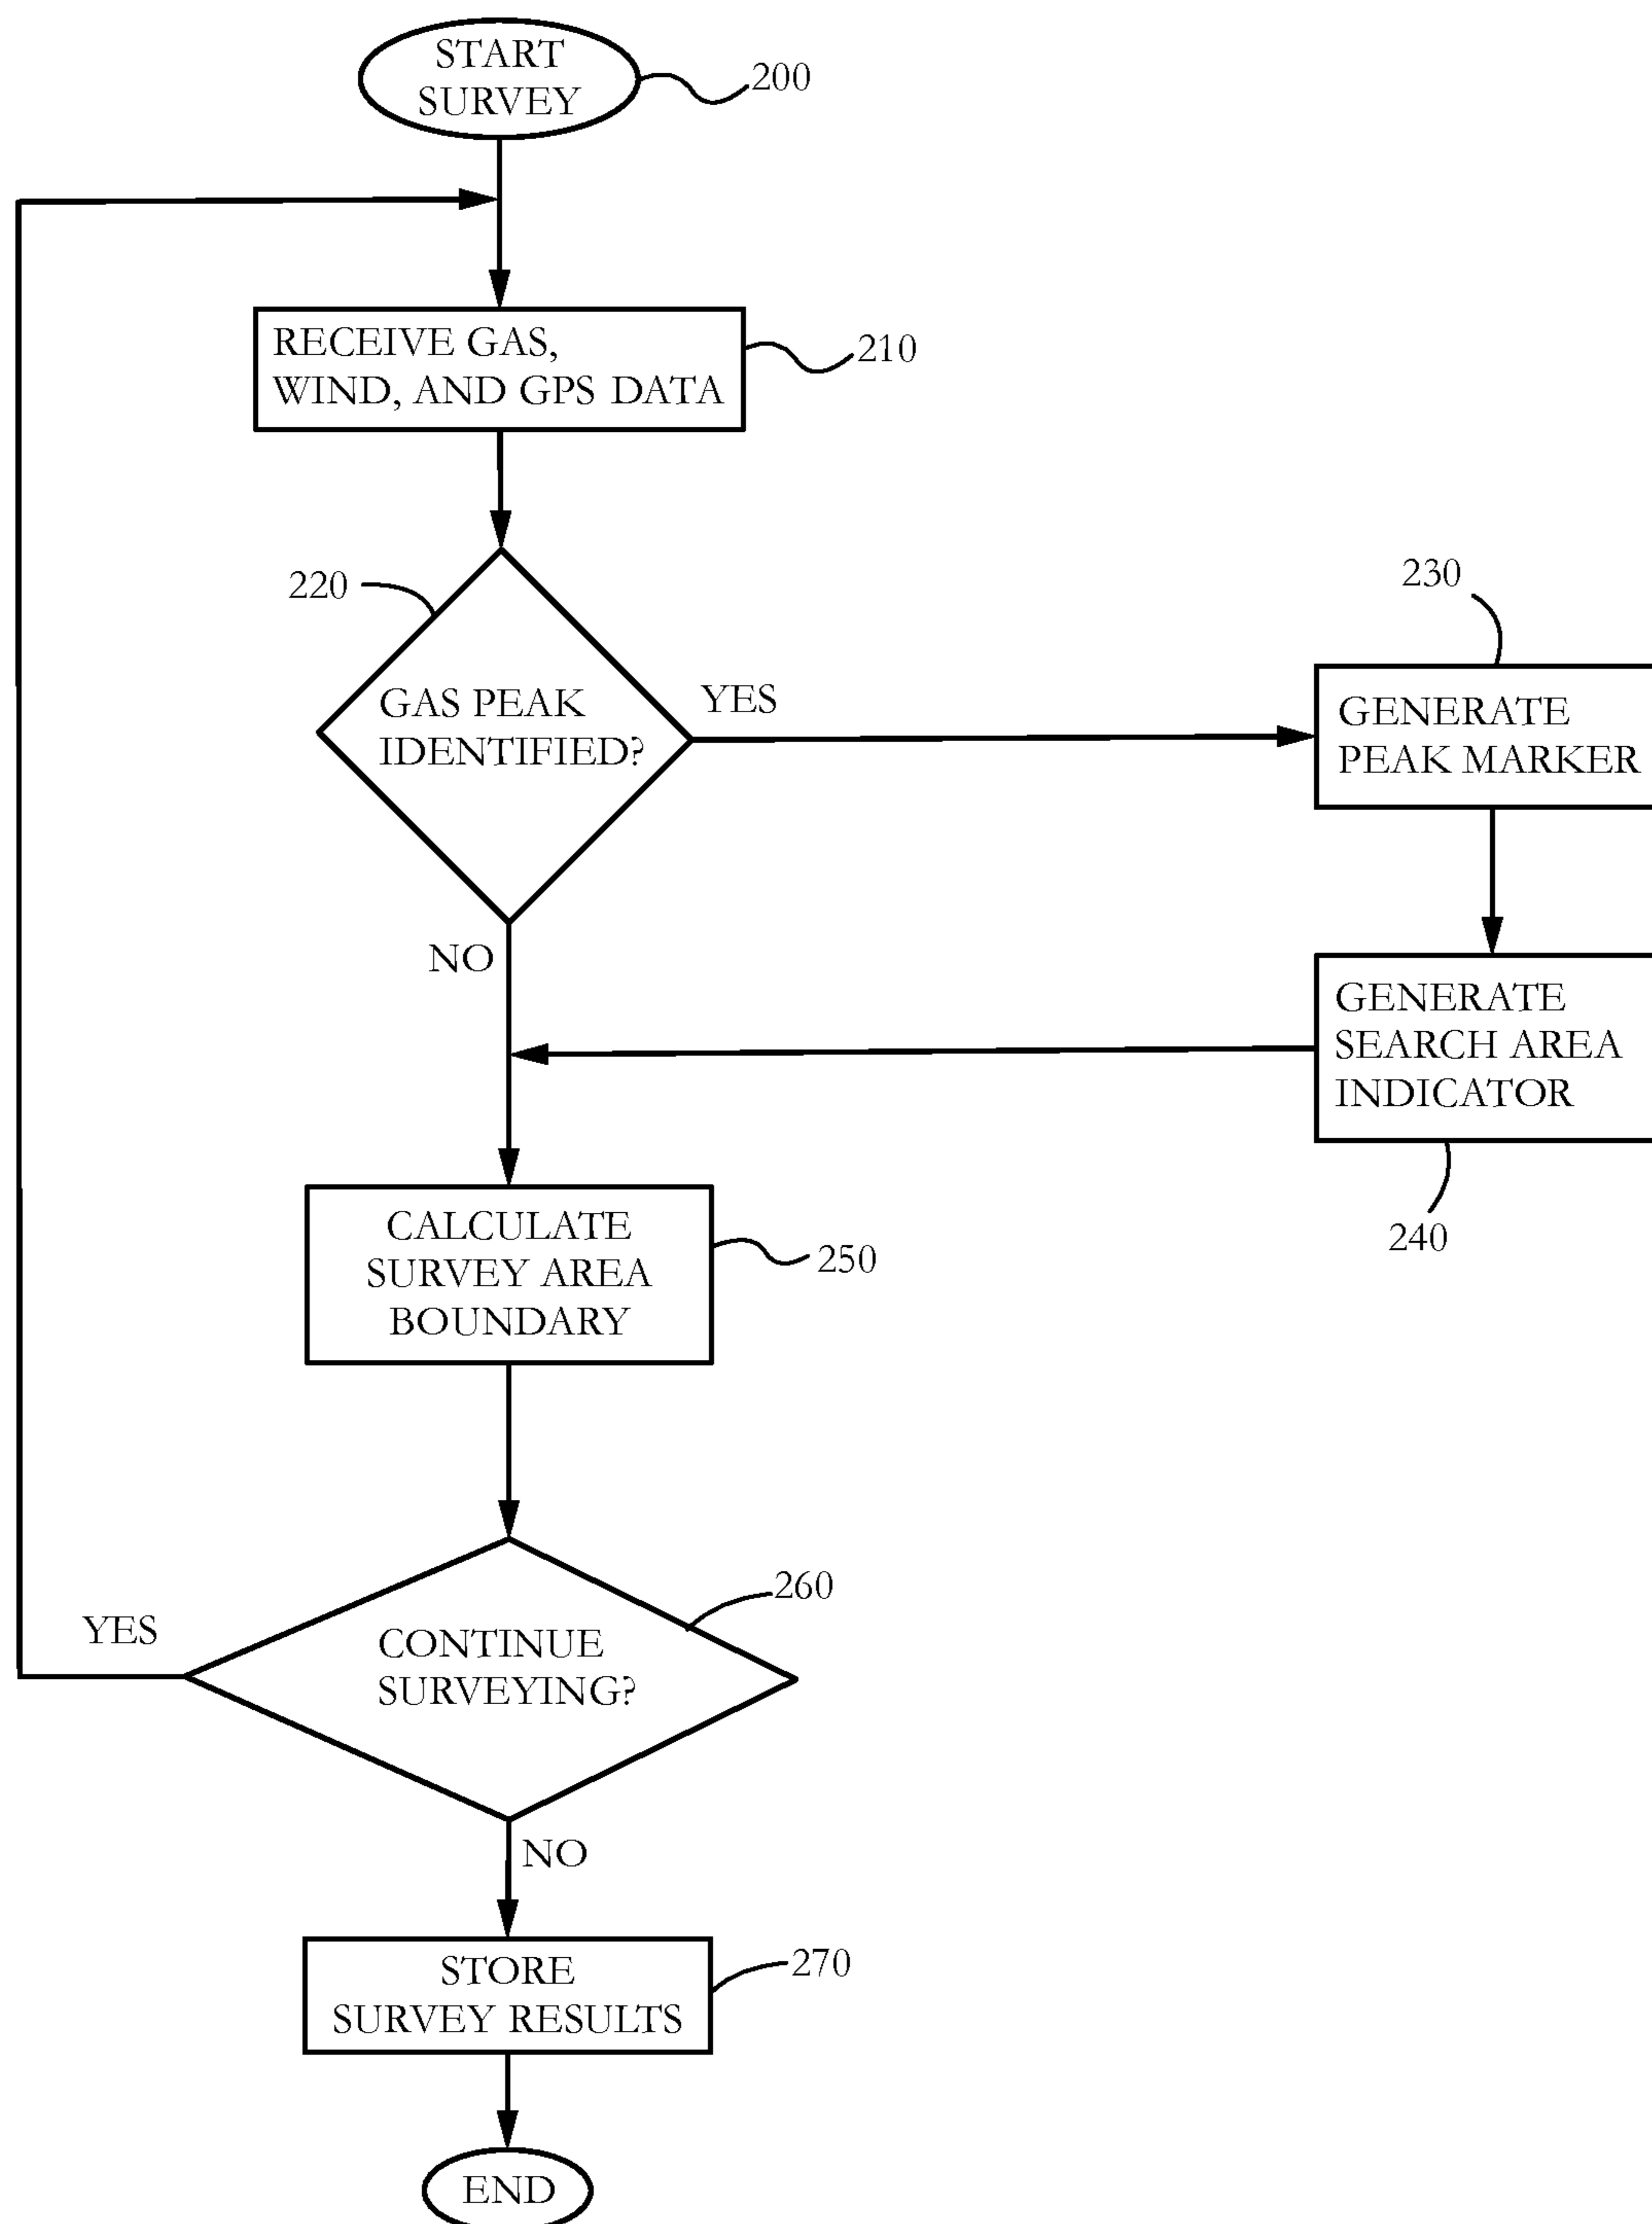 START
SURVEY
200
RECEIVE GAS,
WIND, AND GPS DATA
210
220
GAS PEAK
IDENTIFIED?
YES
230
GENERATE
PEAK MARKER
NO
GENERATE
SEARCH AREA
INDICATOR
240
CALCULATE
SURVEY AREA
BOUNDARY
250
260
YES
CONTINUE
SURVEYING?
NO
STORE
SURVEY RESULTS
270
END